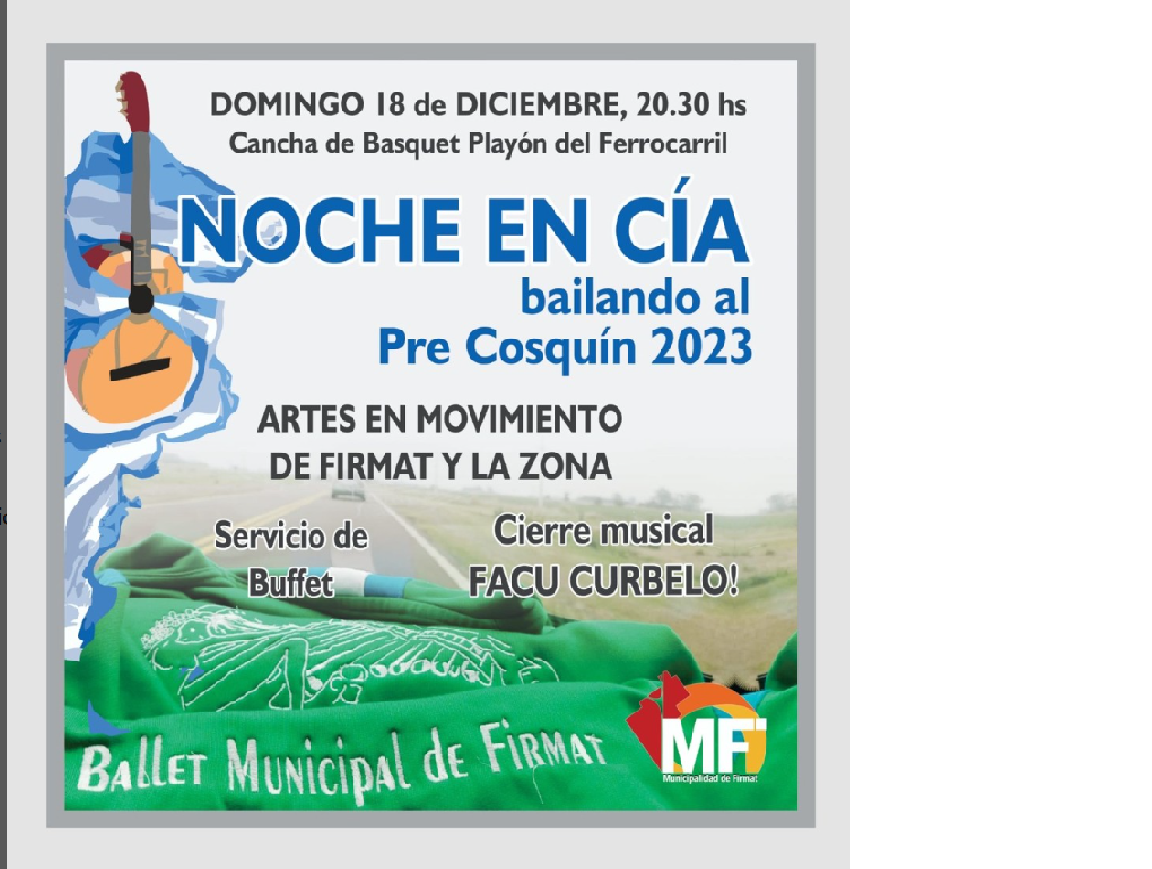 DOMINGO 18 de DICIEMBRE, 20.30 hs
Cancha de Basquet Playón del Ferrocarril
NOCHE EN CÍA
bailando al
Pre Cosquín 2023
ARTES EN MOVIMIENTO
DE FIRMAT Y LA ZONA
Servicio de
Buffet
Cierre musical
FACU CURBELO!
BALLET MUNICIPAL DE FIRMAT
MFi
Municipalidad de Firmat